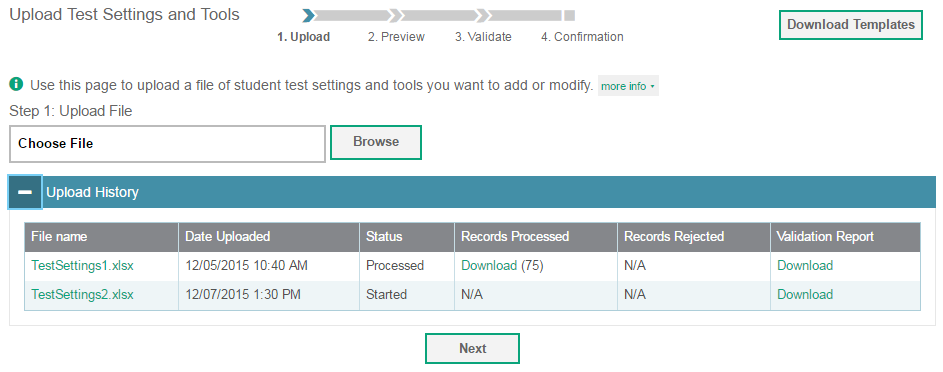 Upload Test Settings and Tools
Download Templates
1. Upload 2. Preview 3. Validate 4. Confirmation
Use this page to upload a file of student test settings and tools you want to add or modify. more info
Step 1: Upload File
Choose File Browse
Upload History
File name Date Uploaded Status Records Processed Records Rejected Validation Report
TestSettings1.xlsx 12/05/2015 10:40 AM Processed Download (75) N/A Download
TestSettings2.xlsx 12/07/2015 1:30 PM Started N/A N/A Download
Next